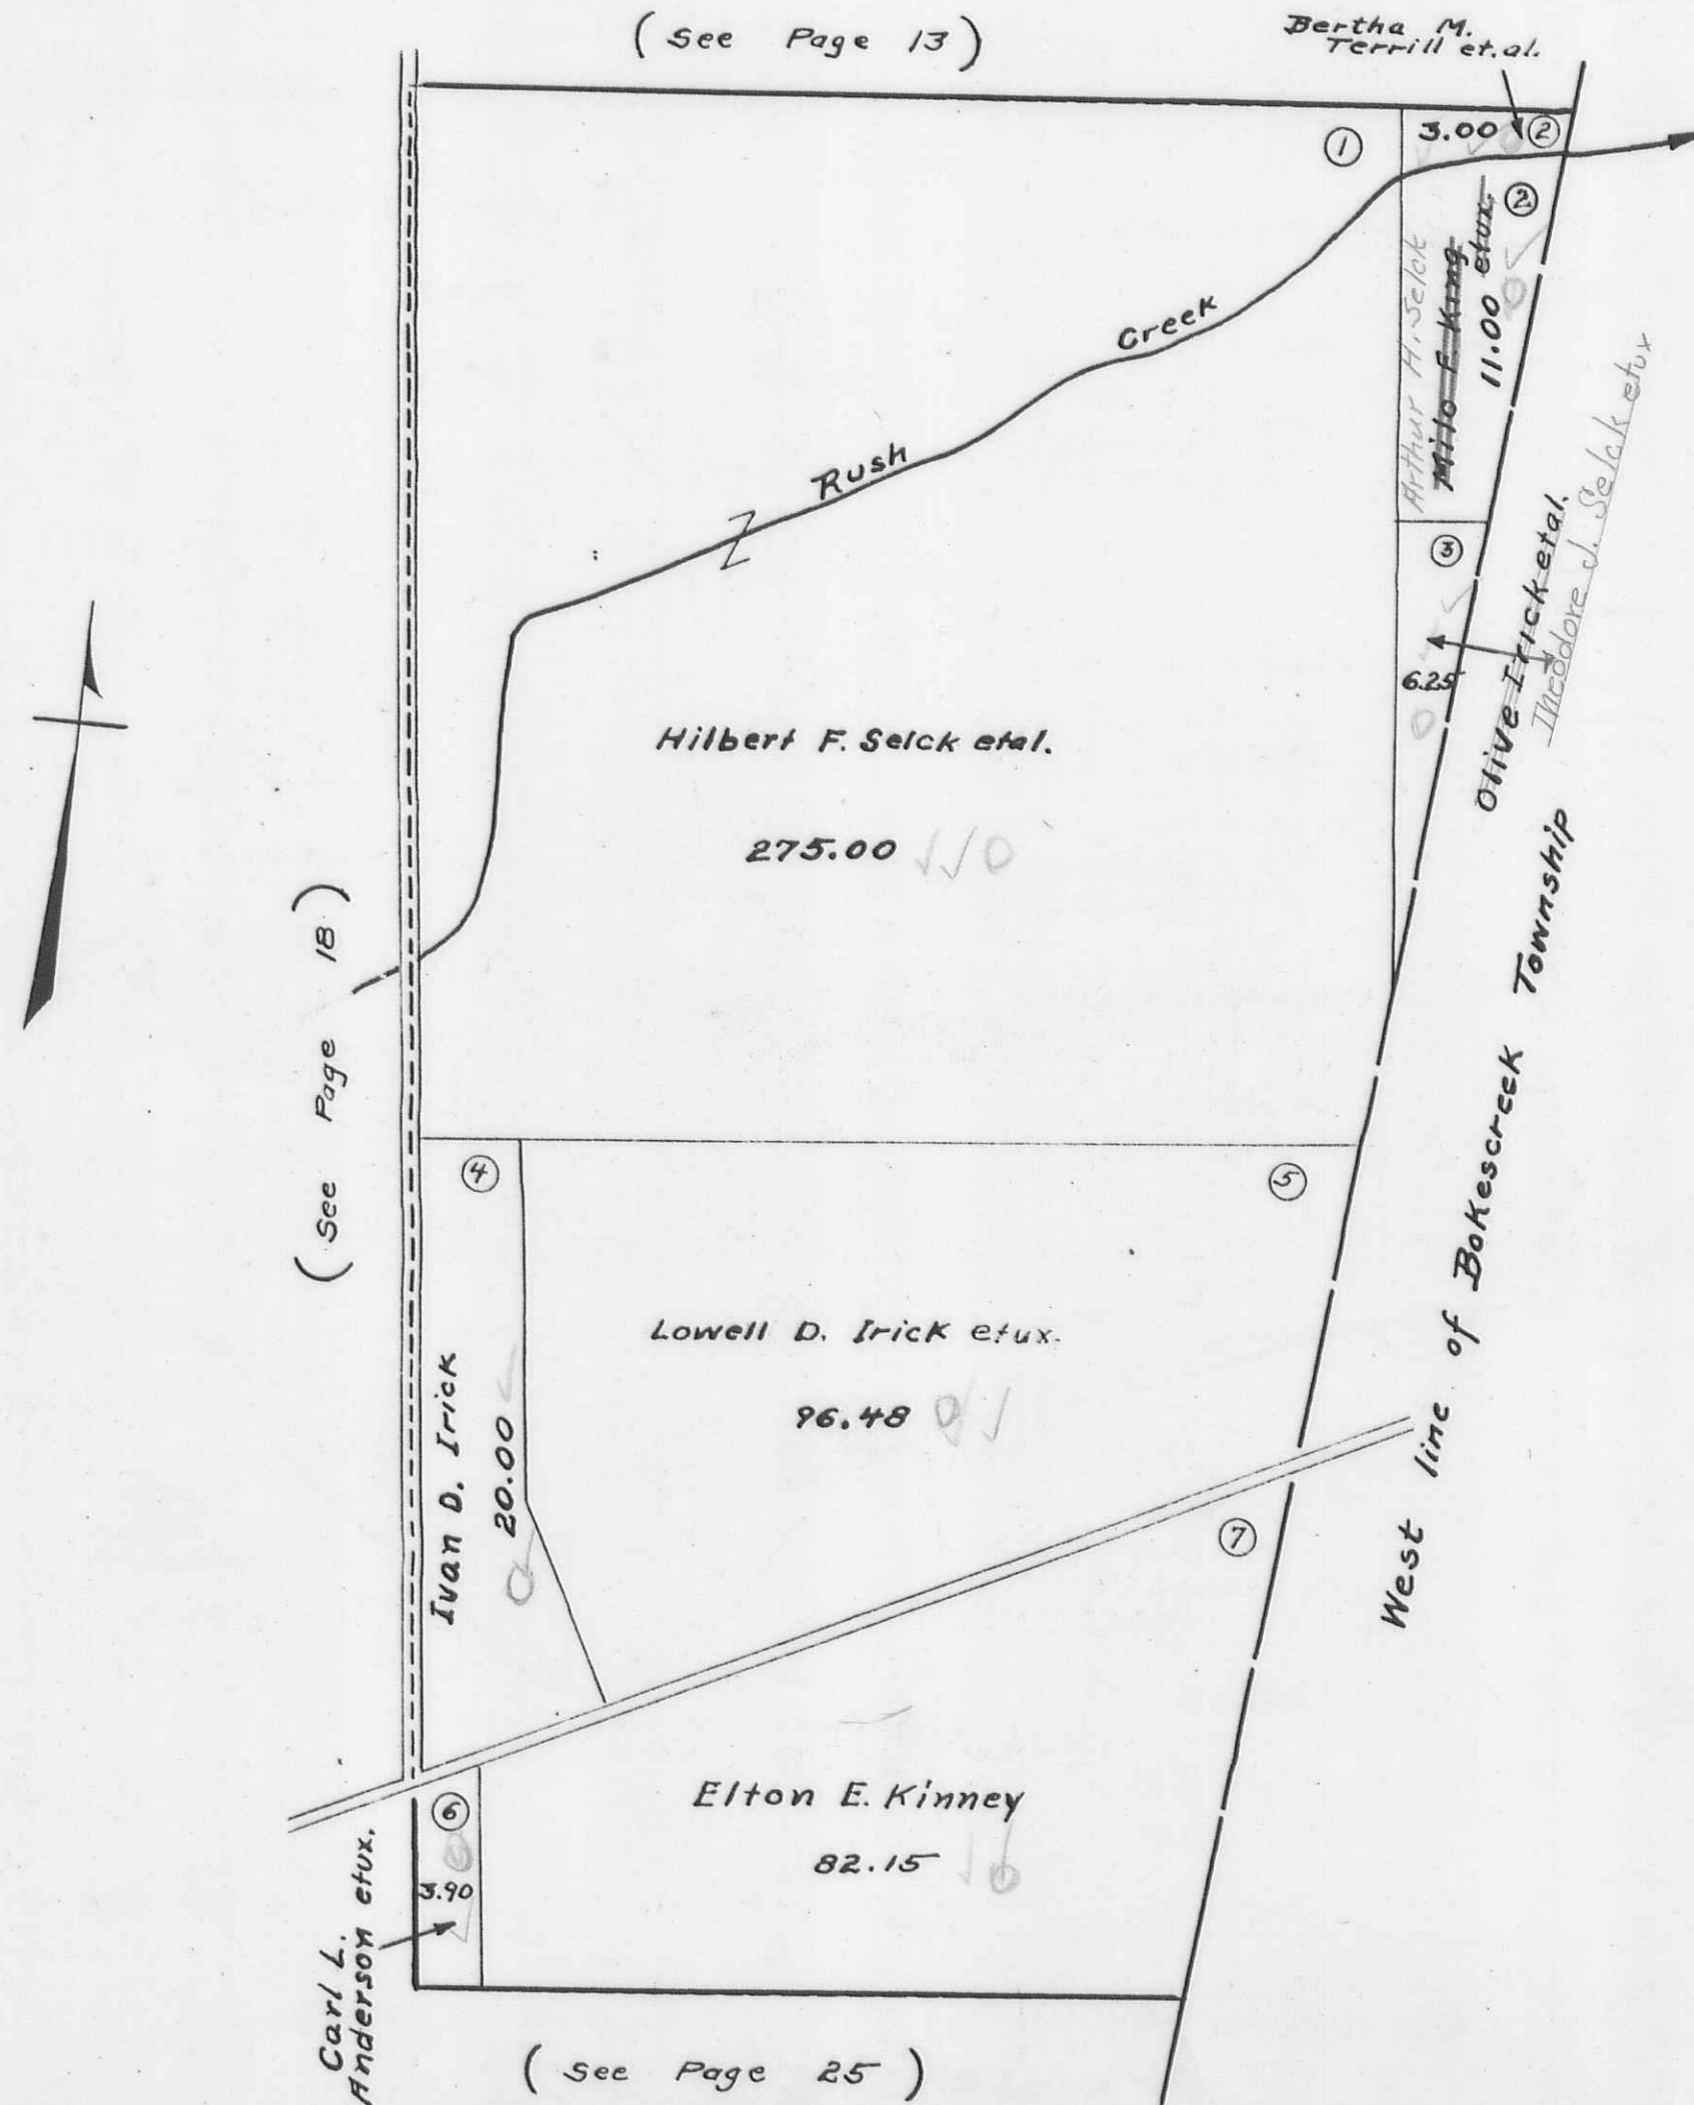 ( See Page 13 )
Bertha M.
Terrill et.al.
3.00 ②
①
②
Arthur H. Selck
Milo F. King
etux.
11.00
Creek
Rush
③
6.25
Olive Irick etal.
Theodore J. Selck etux
Hilbert F. Selck etal.
275.00
( See Page 18 )
West line of Bokescreek Township
④
⑤
Ivan D. Irick
20.00
Lowell D. Irick etux.
96.48
⑦
⑥
3.90
Elton E. Kinney
82.15
Carl L.
Anderson etux.
( See Page 25 )